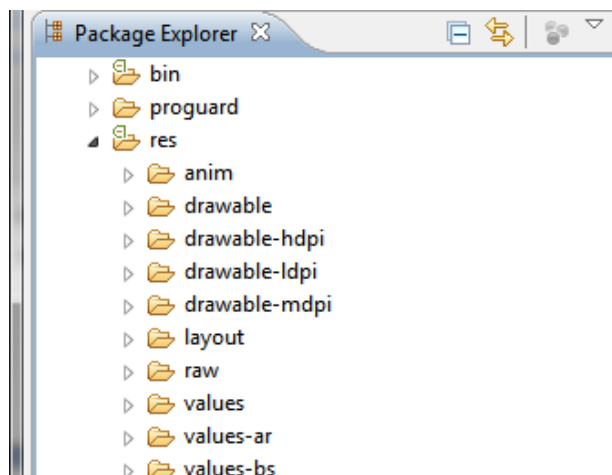 Package Explorer
bin
proguard
res
anim
drawable
drawable-hdpi
drawable-ldpi
drawable-mdpi
layout
raw
values
values-ar
values-bs